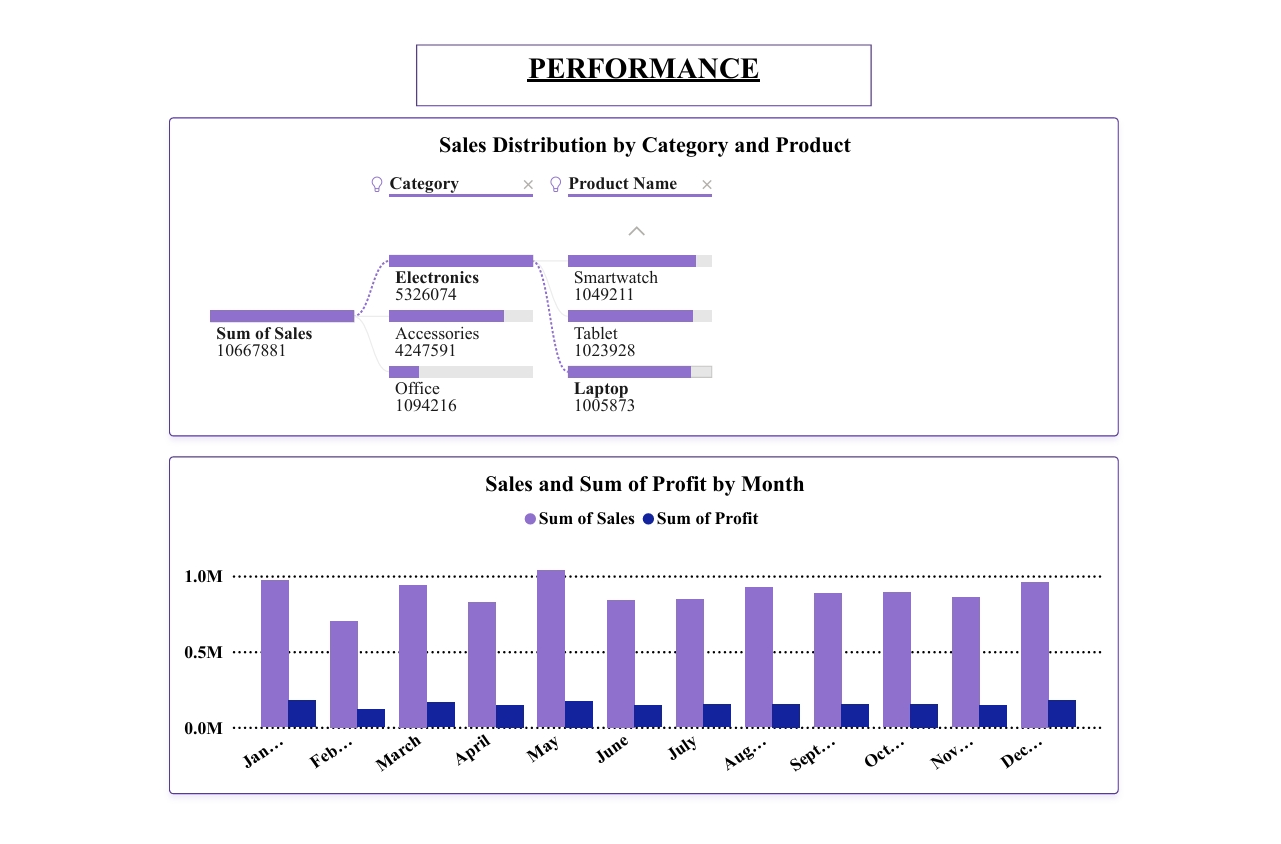 PERFORMANCE
Sales Distribution by Category and Product
Category
Product Name
Sum of Sales
10667881
Electronics
5326074
Accessories
4247591
Office
1094216
Smartwatch
1049211
Tablet
1023928
Laptop
1005873
Sales and Sum of Profit by Month
Sum of Sales Sum of Profit
1.0M
0.5M
0.0M
Jan… Feb… March April May June July Aug… Sept… Oct… Nov… Dec…